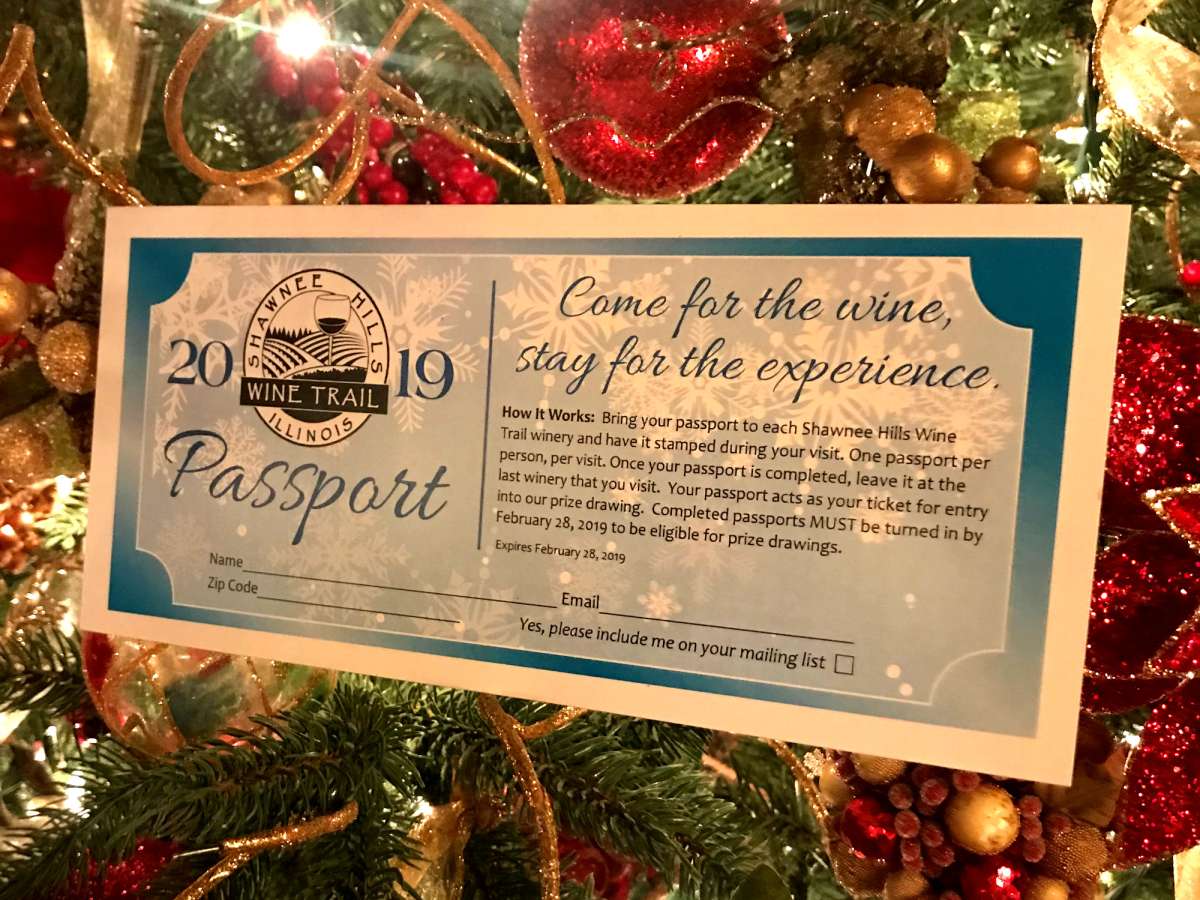 SHAWNEE HILLS
2019
WINE TRAIL
ILLINOIS
Passport
Come for the wine,
stay for the experience.
How It Works: Bring your passport to each Shawnee Hills Wine
Trail winery and have it stamped during your visit. One passport per
person, per visit. Once your passport is completed, leave it at the
last winery that you visit. Your passport acts as your ticket for entry
into our prize drawing. Completed passports MUST be turned in by
February 28, 2019 to be eligible for prize drawings.
Expires February 28, 2019
Name
Email
Zip Code
Yes, please include me on your mailing list